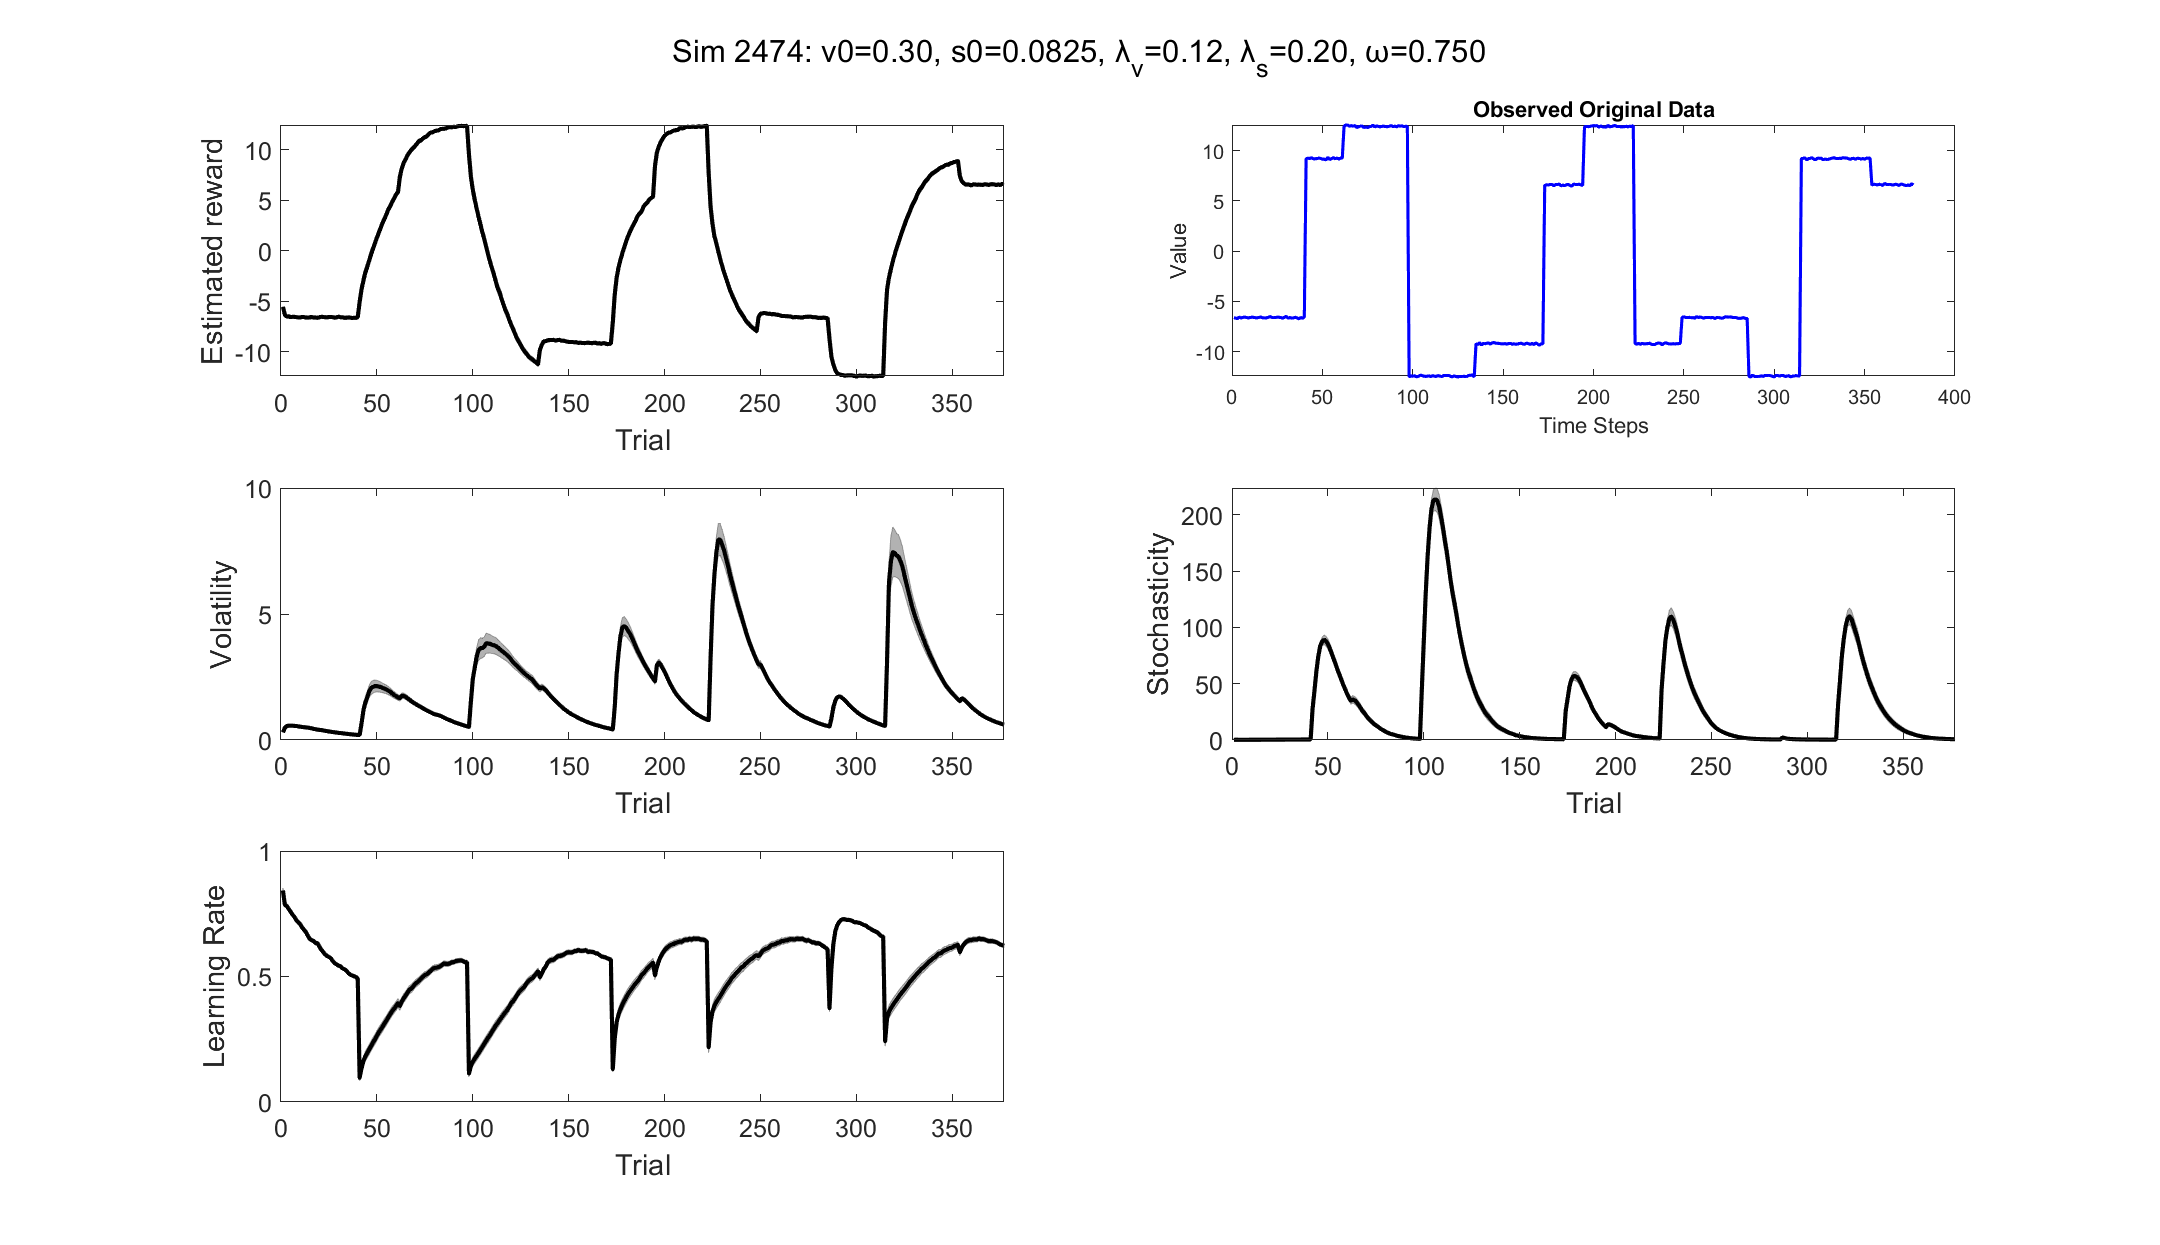 Sim 2474: v0=0.30, s0=0.0825, λ_v=0.12, λ_s=0.20, ω=0.750
Estimated reward
10
5
0
-5
-10
0 50 100 150 200 250 300 350
Trial
Observed Original Data
Value
10
5
0
-5
-10
0 50 100 150 200 250 300 350 400
Time Steps
Volatility
10
5
0
0 50 100 150 200 250 300 350
Trial
Stochasticity
200
150
100
50
0
0 50 100 150 200 250 300 350
Trial
Learning Rate
1
0.5
0
0 50 100 150 200 250 300 350
Trial